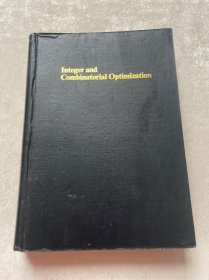 Integer and
Combinatorial Optimization